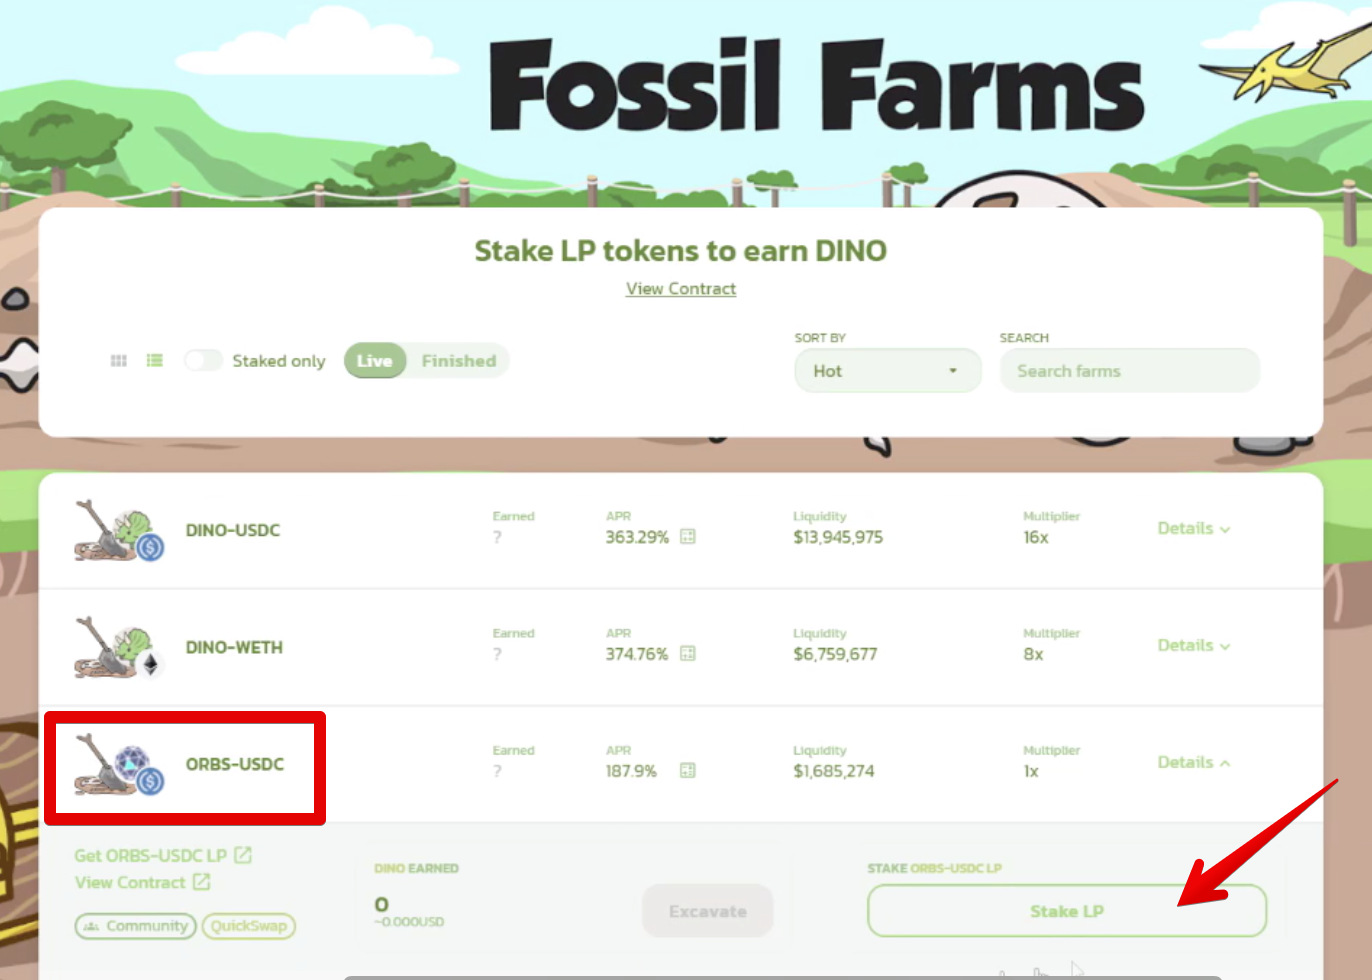 Fossil Farms
Stake LP tokens to earn DINO
View Contract
Staked only
Live
Finished
SORT BY
Hot
SEARCH
Search farms
DINO-USDC
Earned
?
APR
363.29%
Liquidity
$13,945,975
Multiplier
16x
Details
DINO-WETH
Earned
?
APR
374.76%
Liquidity
$6,759,677
Multiplier
8x
Details
ORBS-USDC
Earned
?
APR
187.9%
Liquidity
$1,685,274
Multiplier
1x
Details
Get ORBS-USDC LP
View Contract
Community
QuickSwap
DINO EARNED
0
~0.000USD
Excavate
STAKE ORBS-USDC LP
Stake LP